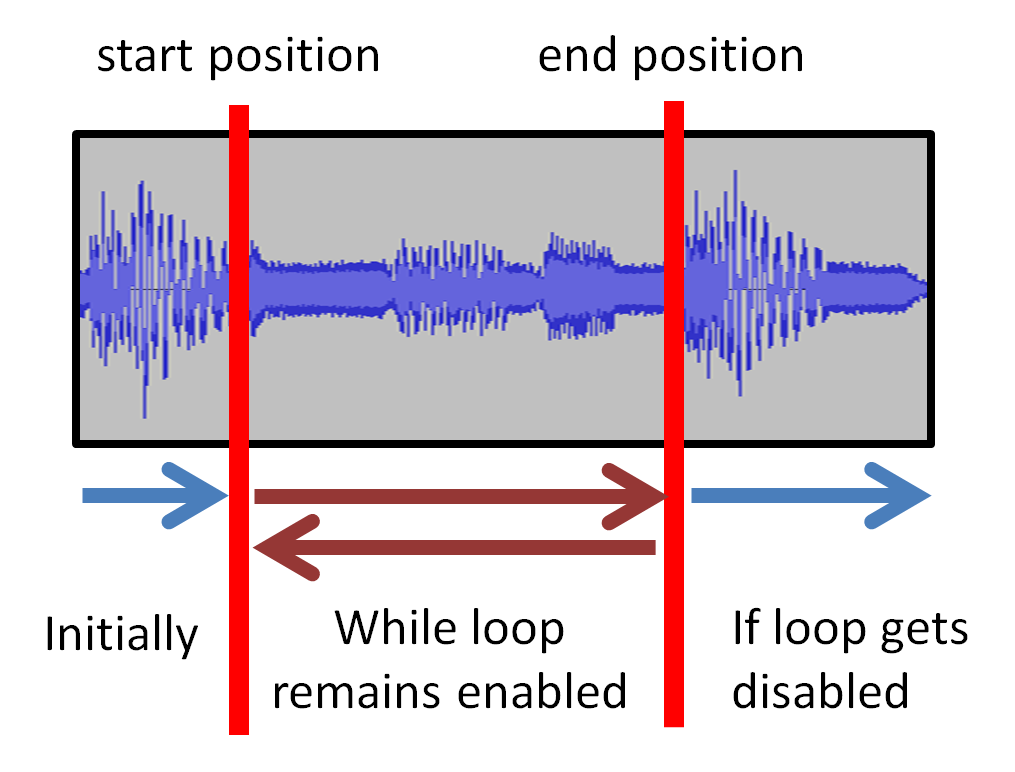 start position
end position
Initially
While loop
remains enabled
If loop gets
disabled